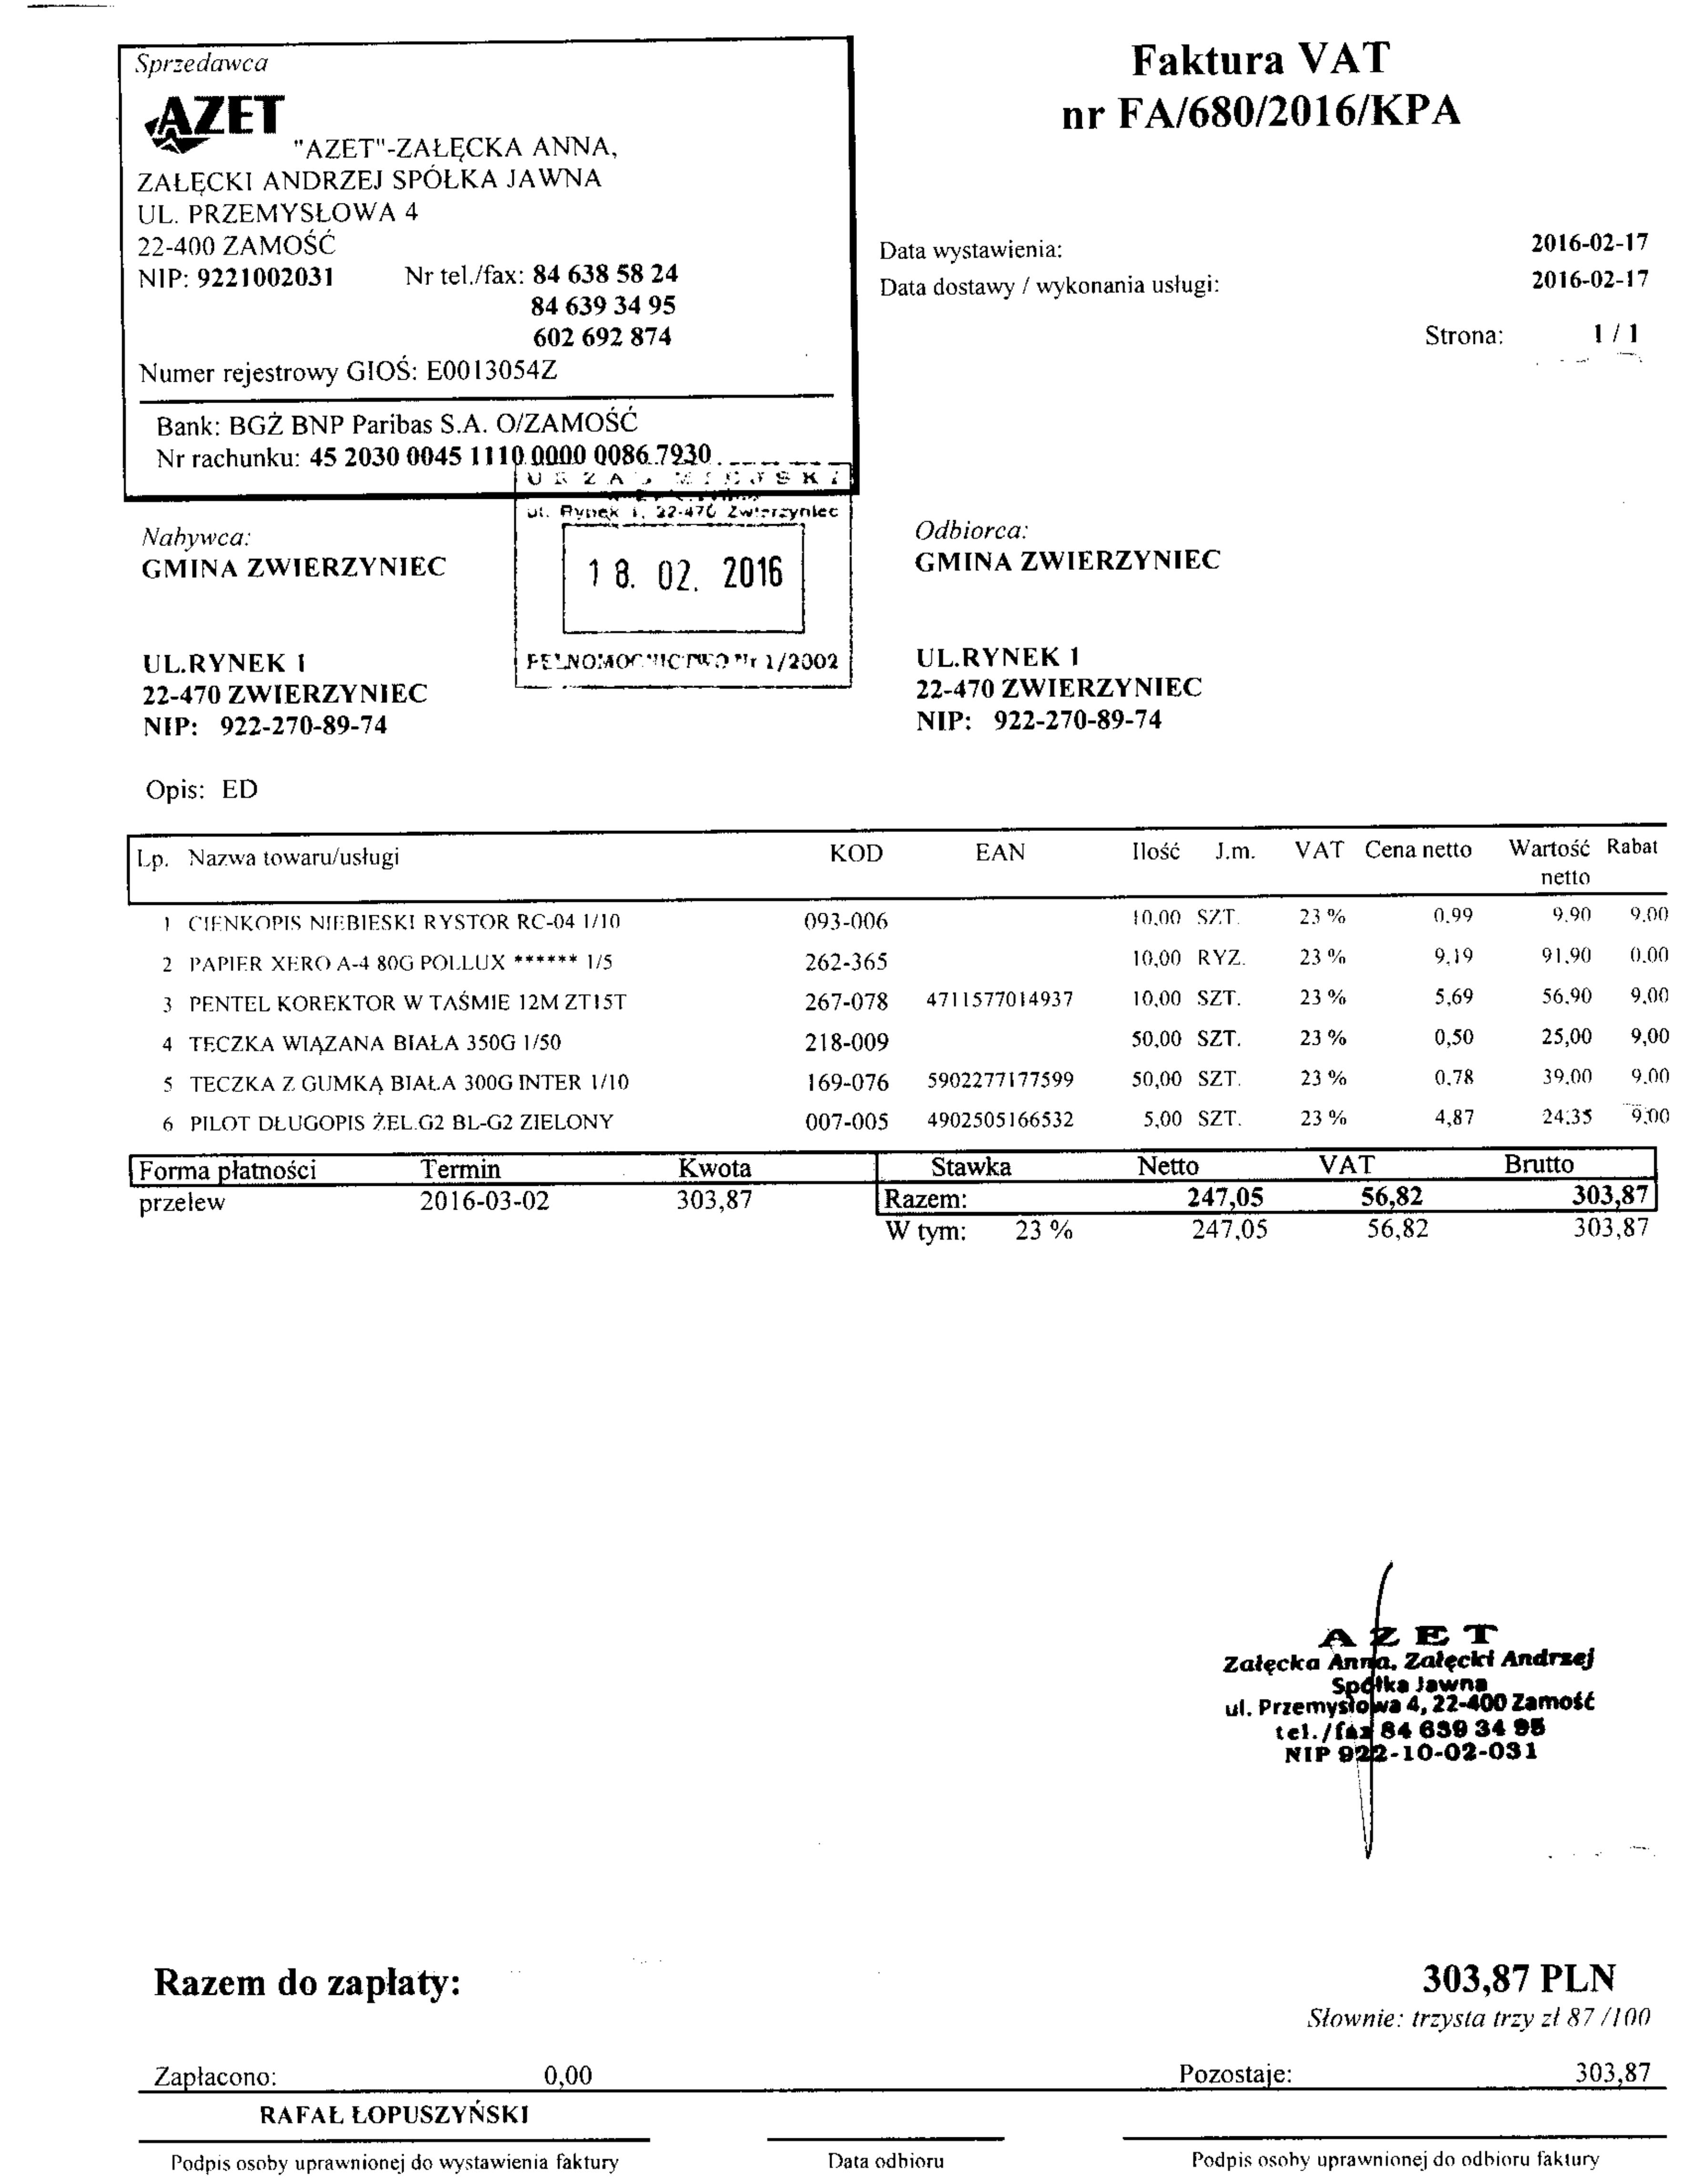 Sprzedawca
AZET
"AZET"-ZAŁĘCKA ANNA,
ZAŁĘCKI ANDRZEJ SPÓŁKA JAWNA
UL. PRZEMYSŁOWA 4
22-400 ZAMOŚĆ
NIP: 9221002031 Nr tel./fax: 84 638 58 24
84 639 34 95
602 692 874
Numer rejestrowy GIOŚ: E0013054Z
Bank: BGŻ BNP Paribas S.A. O/ZAMOŚĆ
Nr rachunku: 45 2030 0045 1110 0000 0086 7930
Faktura VAT
nr FA/680/2016/KPA
Data wystawienia: 2016-02-17
Data dostawy / wykonania usługi: 2016-02-17
Strona: 1 / 1
URZĄD MIEJSKI
ul. Rynek 1, 22-470 Zwierzyniec
18. 02. 2016
PEŁNOMOCNICTWO Nr 1/2002
Nabywca:
GMINA ZWIERZYNIEC
UL.RYNEK 1
22-470 ZWIERZYNIEC
NIP: 922-270-89-74
Odbiorca:
GMINA ZWIERZYNIEC
UL.RYNEK 1
22-470 ZWIERZYNIEC
NIP: 922-270-89-74
Opis: ED
Lp. Nazwa towaru/usługi KOD EAN Ilość J.m. VAT Cena netto Wartość Rabat
netto
1 CIENKOPIS NIEBIESKI RYSTOR RC-04 1/10 093-006 10,00 SZT. 23 % 0,99 9,90 9,00
2 PAPIER XERO A-4 80G POLLUX ****** 1/5 262-365 10,00 RYZ. 23 % 9,19 91,90 0,00
3 PENTEL KOREKTOR W TAŚMIE 12M ZT15T 267-078 4711577014937 10,00 SZT. 23 % 5,69 56,90 9,00
4 TECZKA WIĄZANA BIAŁA 350G 1/50 218-009 50,00 SZT. 23 % 0,50 25,00 9,00
5 TECZKA Z GUMKĄ BIAŁA 300G INTER 1/10 169-076 5902277177599 50,00 SZT. 23 % 0,78 39,00 9,00
6 PILOT DŁUGOPIS ŻEL.G2 BL-G2 ZIELONY 007-005 4902505166532 5,00 SZT. 23 % 4,87 24,35 9,00
Forma płatności Termin Kwota Stawka Netto VAT Brutto
przelew 2016-03-02 303,87 Razem: 247,05 56,82 303,87
W tym: 23 % 247,05 56,82 303,87
AZET
Załęcka Anna, Załęcki Andrzej
Spółka Jawna
ul. Przemysłowa 4, 22-400 Zamość
tel./fax 84 639 34 95
NIP 922-10-02-031
Razem do zapłaty: 303,87 PLN
Słownie: trzysta trzy zł 87 /100
Zapłacono: 0,00 Pozostaje: 303,87
RAFAŁ ŁOPUSZYŃSKI
Podpis osoby uprawnionej do wystawienia faktury Data odbioru Podpis osoby uprawnionej do odbioru faktury